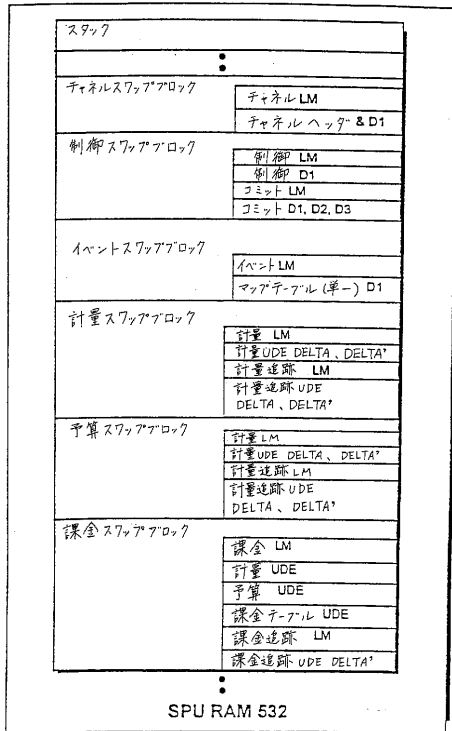 スタック
チャネルスワップブロック
チャネル LM
チャネル ヘッダ & D1
制御スワップブロック
制御 LM
制御 D1
コミット LM
コミット D1, D2, D3
イベントスワップブロック
イベント LM
マップテーブル (単一) D1
計量スワップブロック
計量 LM
計量UDE DELTA、DELTA'
計量追跡 LM
計量追跡 UDE
DELTA、DELTA'
予算スワップブロック
計量 LM
計量UDE DELTA、DELTA'
計量追跡 LM
計量追跡 UDE
DELTA、DELTA'
課金スワップブロック
課金 LM
計量 UDE
予算 UDE
課金テーブル UDE
課金追跡 LM
課金追跡 UDE DELTA'
SPU RAM 532